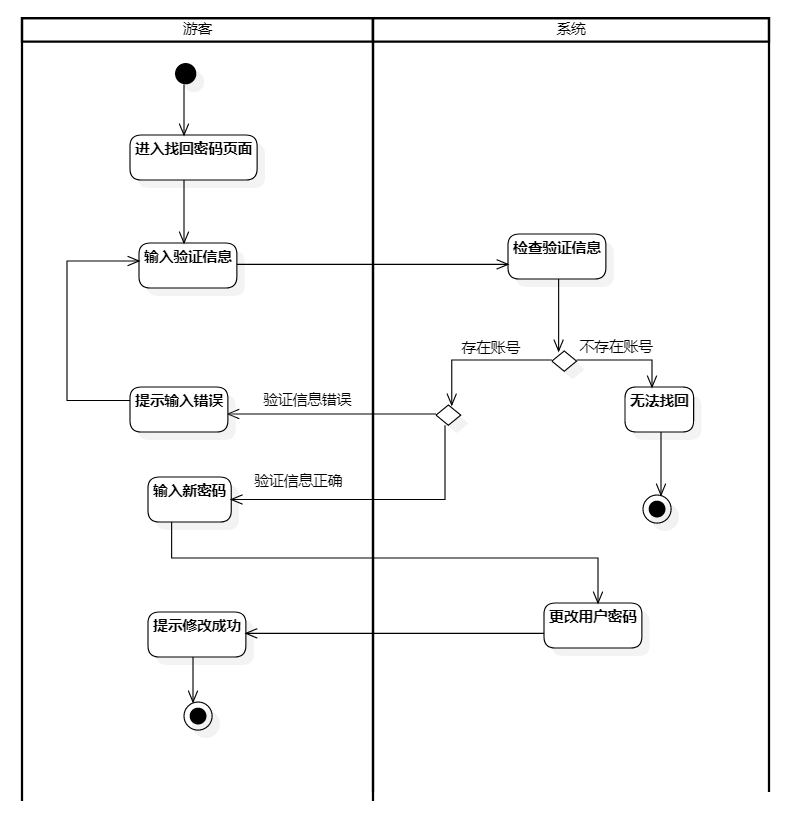 游客
系统
进入找回密码页面
输入验证信息
检查验证信息
存在账号
不存在账号
提示输入错误
验证信息错误
无法找回
输入新密码
验证信息正确
提示修改成功
更改用户密码